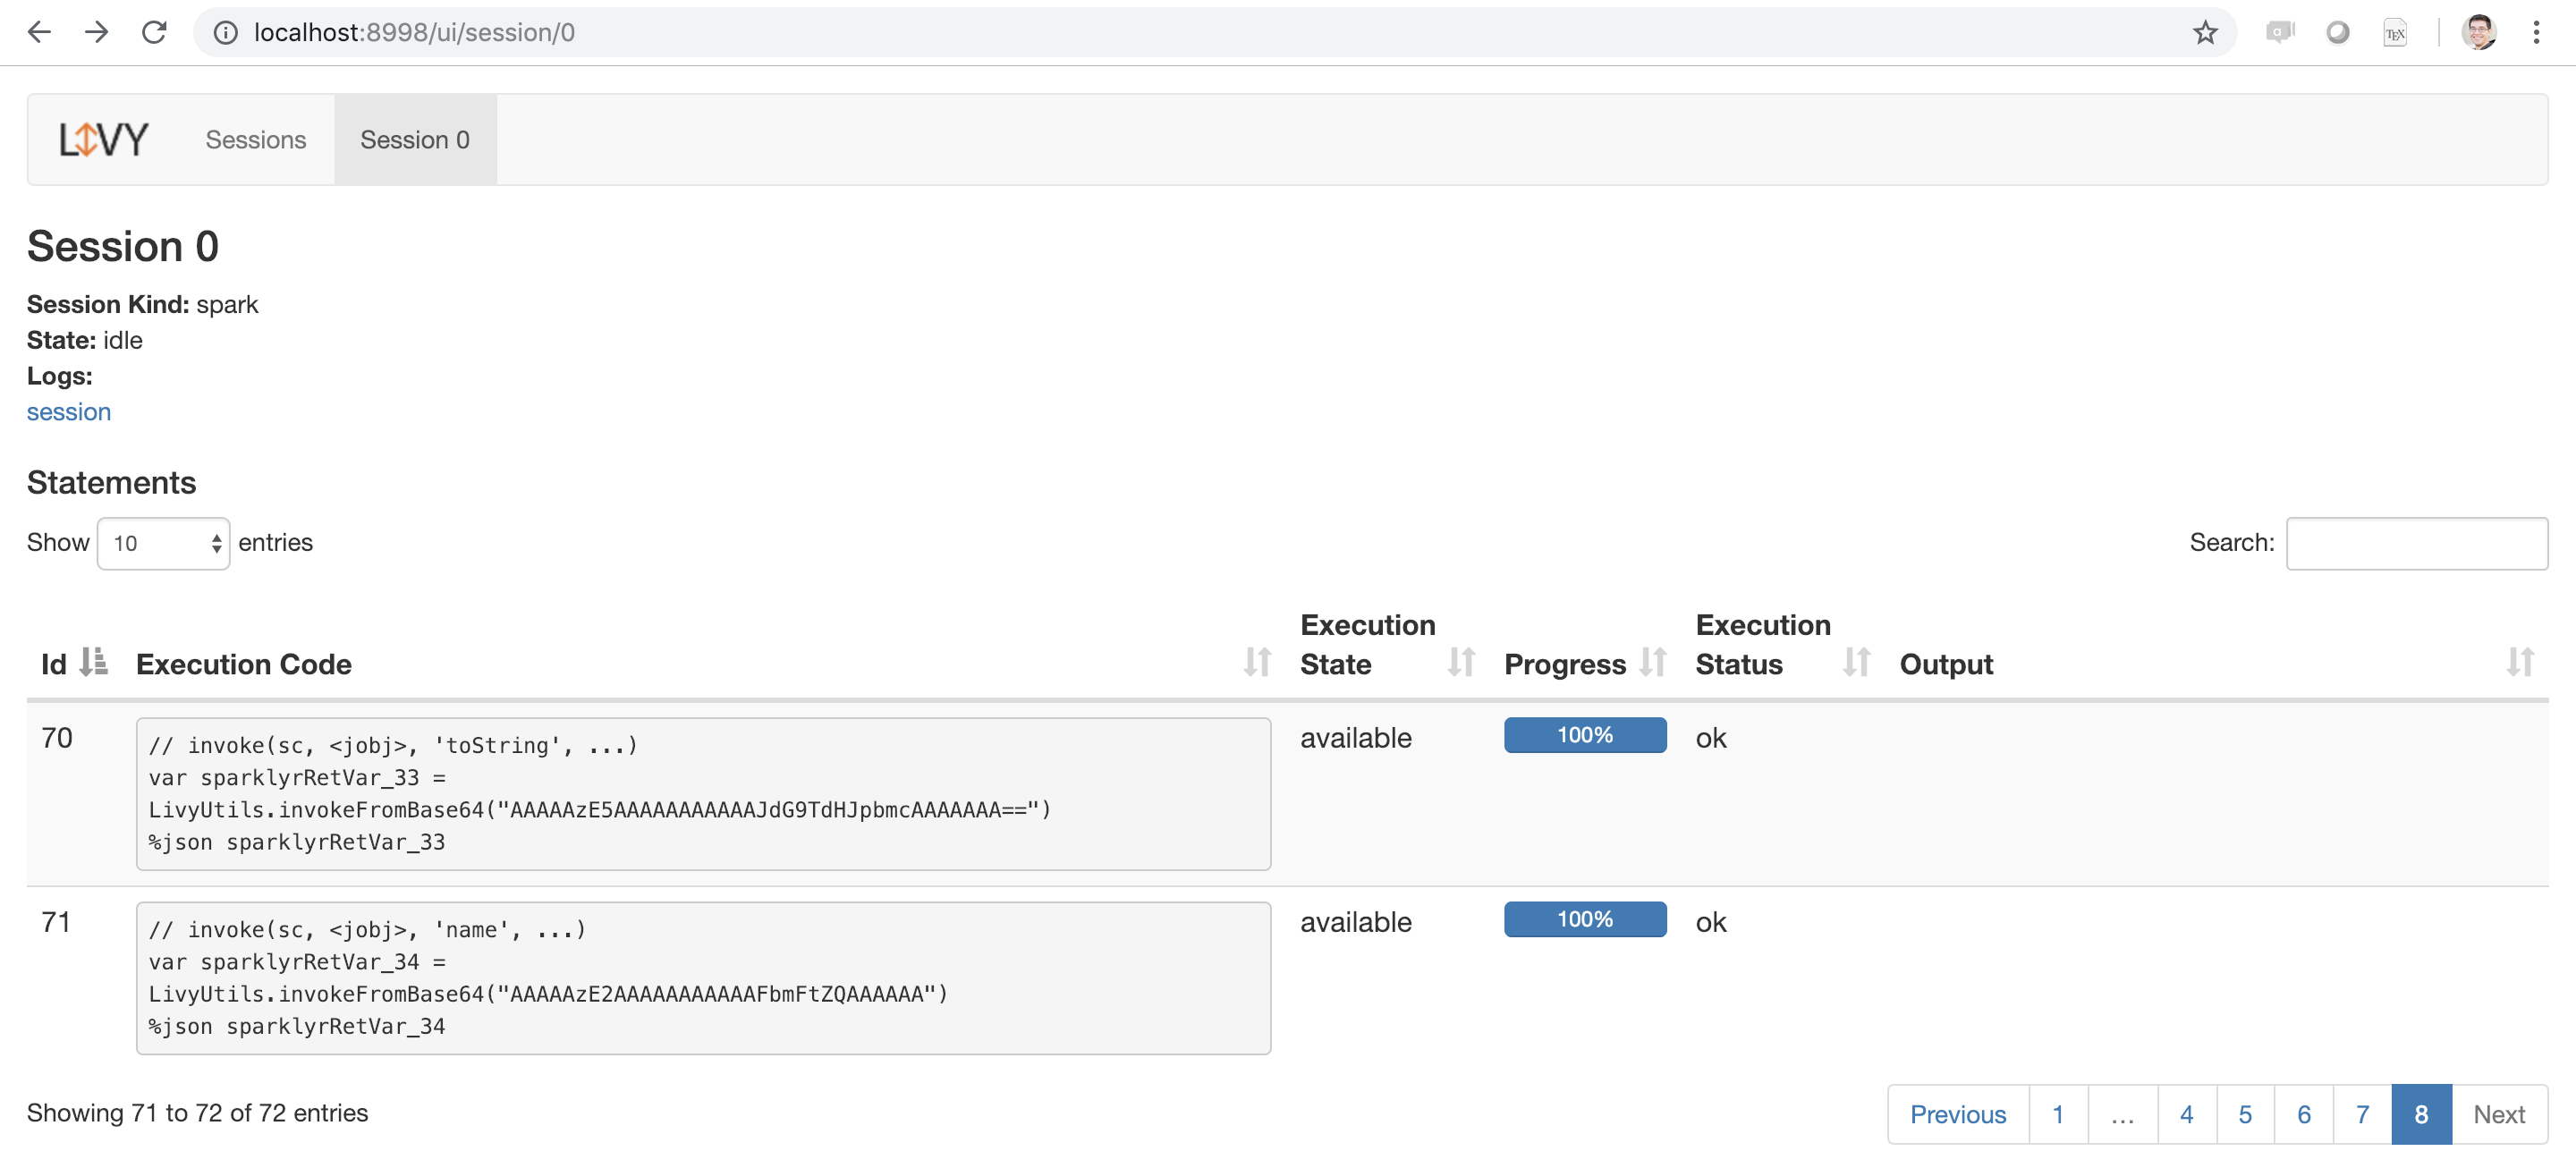 localhost:8998/ui/session/0
LIVY Sessions Session 0
Session 0
Session Kind: spark
State: idle
Logs:
session
Statements
Show 10 entries Search:
Id Execution Code Execution State Progress Execution Status Output
70 // invoke(sc, <jobj>, 'toString', ...) available 100% ok
var sparklyrRetVar_33 =
LivyUtils.invokeFromBase64("AAAAAzE5AAAAAAAAAAAJdG9TdHJpbmcAAAAAAA==")
%json sparklyrRetVar_33
71 // invoke(sc, <jobj>, 'name', ...) available 100% ok
var sparklyrRetVar_34 =
LivyUtils.invokeFromBase64("AAAAAzE2AAAAAAAAAAAFbmFtZQAAAAAA")
%json sparklyrRetVar_34
Showing 71 to 72 of 72 entries Previous 1 … 4 5 6 7 8 Next